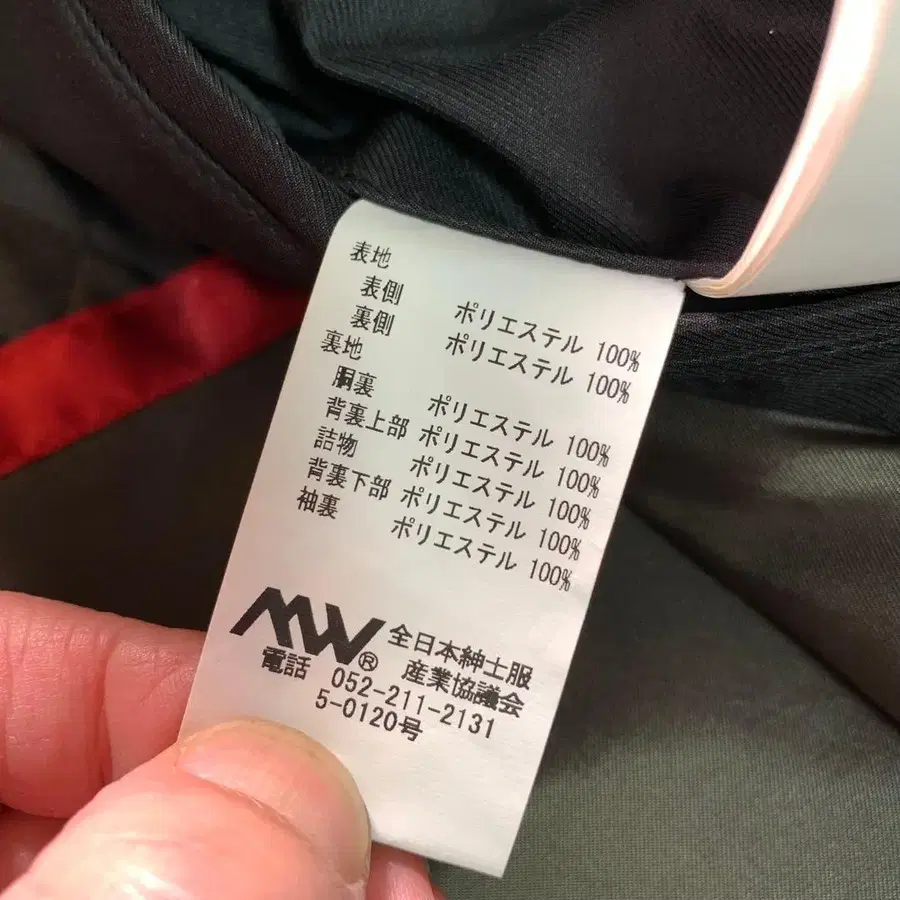 表地
表側 ポリエステル 100%
裏側 ポリエステル 100%
裏地
胴裏 ポリエステル 100%
背裏上部 ポリエステル 100%
詰物 ポリエステル 100%
背裏下部 ポリエステル 100%
袖裏 ポリエステル 100%
MW® 全日本紳士服
産業協議会
電話 052-211-2131
5-0120号